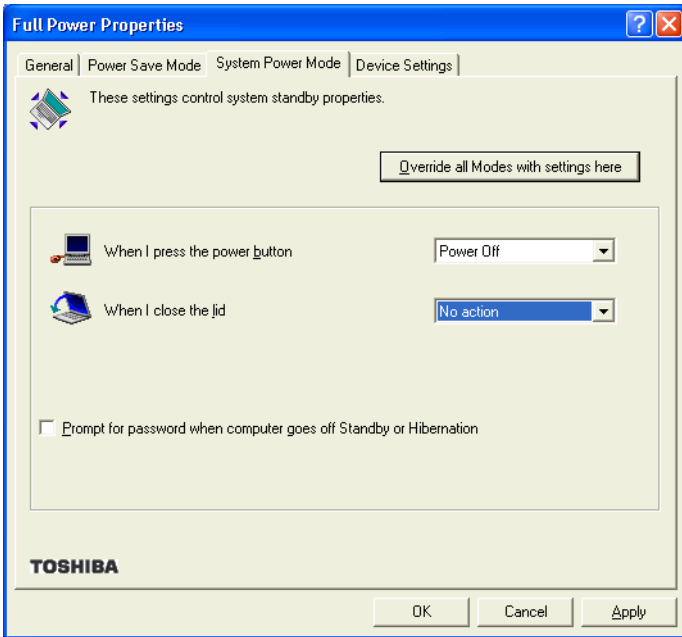 Full Power Properties
General Power Save Mode System Power Mode Device Settings
These settings control system standby properties.
Override all Modes with settings here
When I press the power button Power Off
When I close the lid No action
Prompt for password when computer goes off Standby or Hibernation
TOSHIBA
OK Cancel Apply